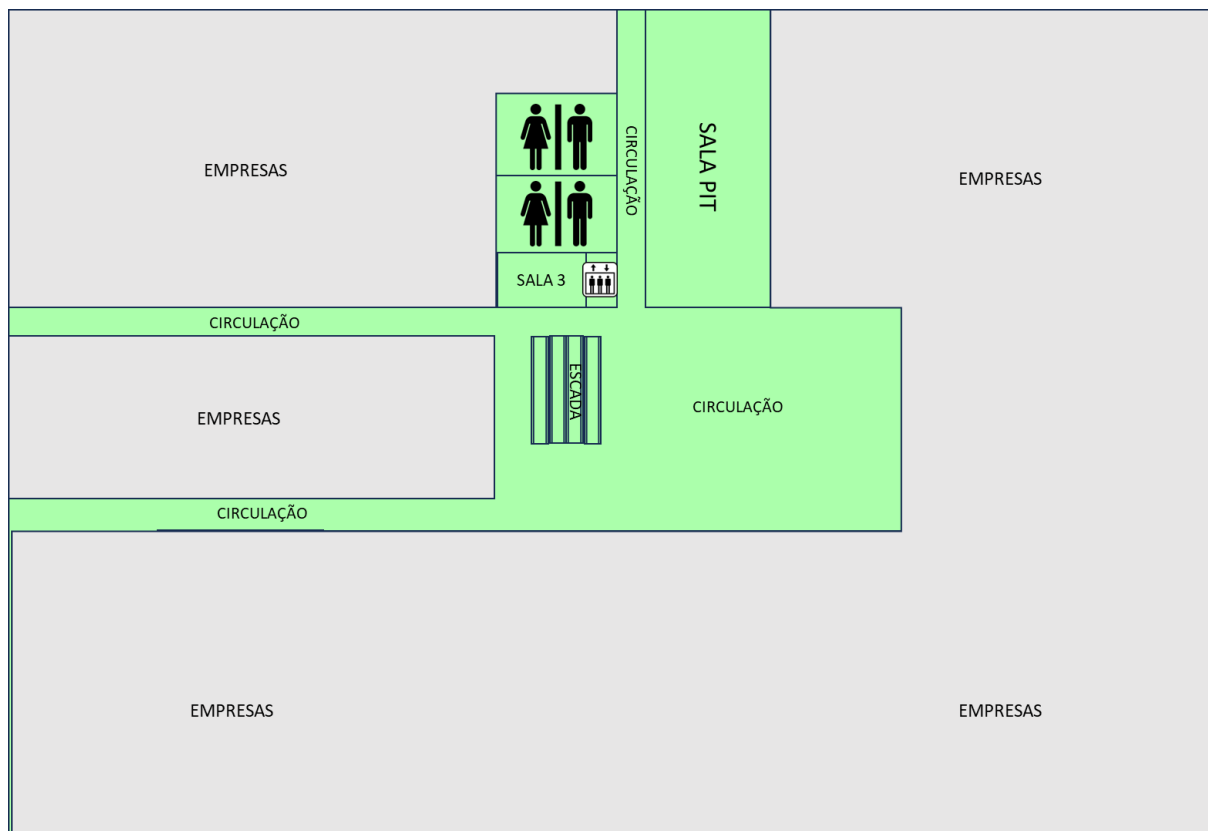 EMPRESAS
CIRCULAÇÃO
SALA PIT
EMPRESAS
SALA 3
CIRCULAÇÃO
ESCADA
CIRCULAÇÃO
EMPRESAS
CIRCULAÇÃO
EMPRESAS
EMPRESAS